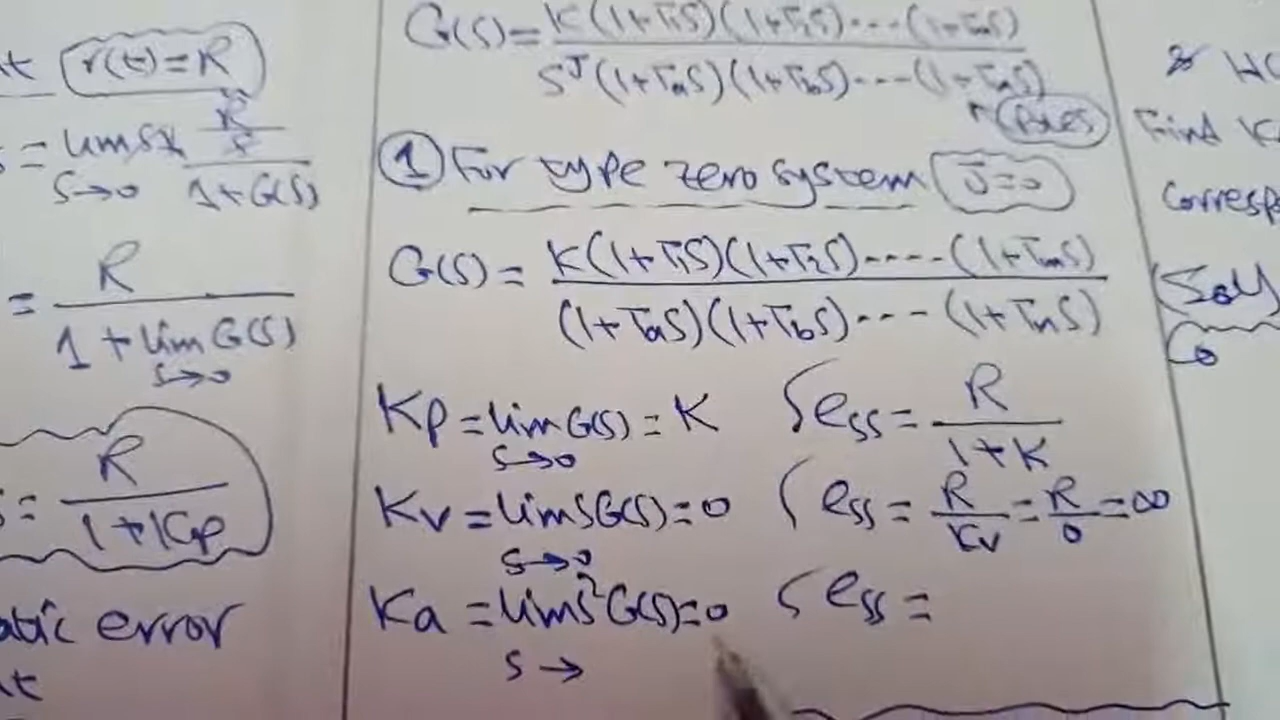 t r(t)=R
= lim S× R/S / 1+G(S)
S→0
= R / 1+lim G(S)
S→0
= R / 1+Kp
atic error
G(S)= K(1+T1S)(1+T2S)----(1+TmS) / S^J(1+TaS)(1+TbS)----(1+TnS)
Poles
① For type zero system J=0
G(S)= K(1+T1S)(1+T2S)-----(1+TmS) / (1+TaS)(1+TbS)----(1+TnS)
Kp=lim G(S)=K ess= R / 1+K
S→0
Kv=lim SG(S)=0 ess= R/Kv = R/0 =∞
S→0
Ka=lim S²G(S)=0 ess=
S→
Find K
Corresp
Sol